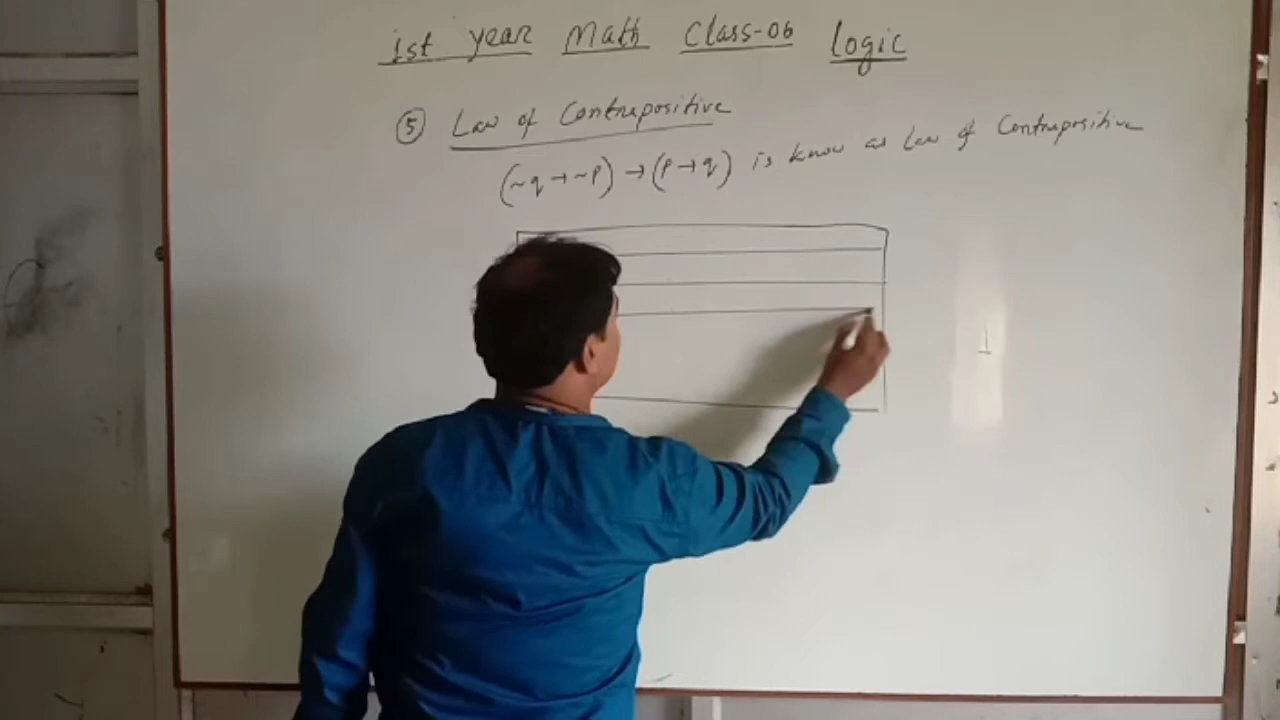 1st year Math Class-06 Logic
⑤ Law of Contrapositive
(~q→~p)→(p→q) is know as Law of Contrapositive